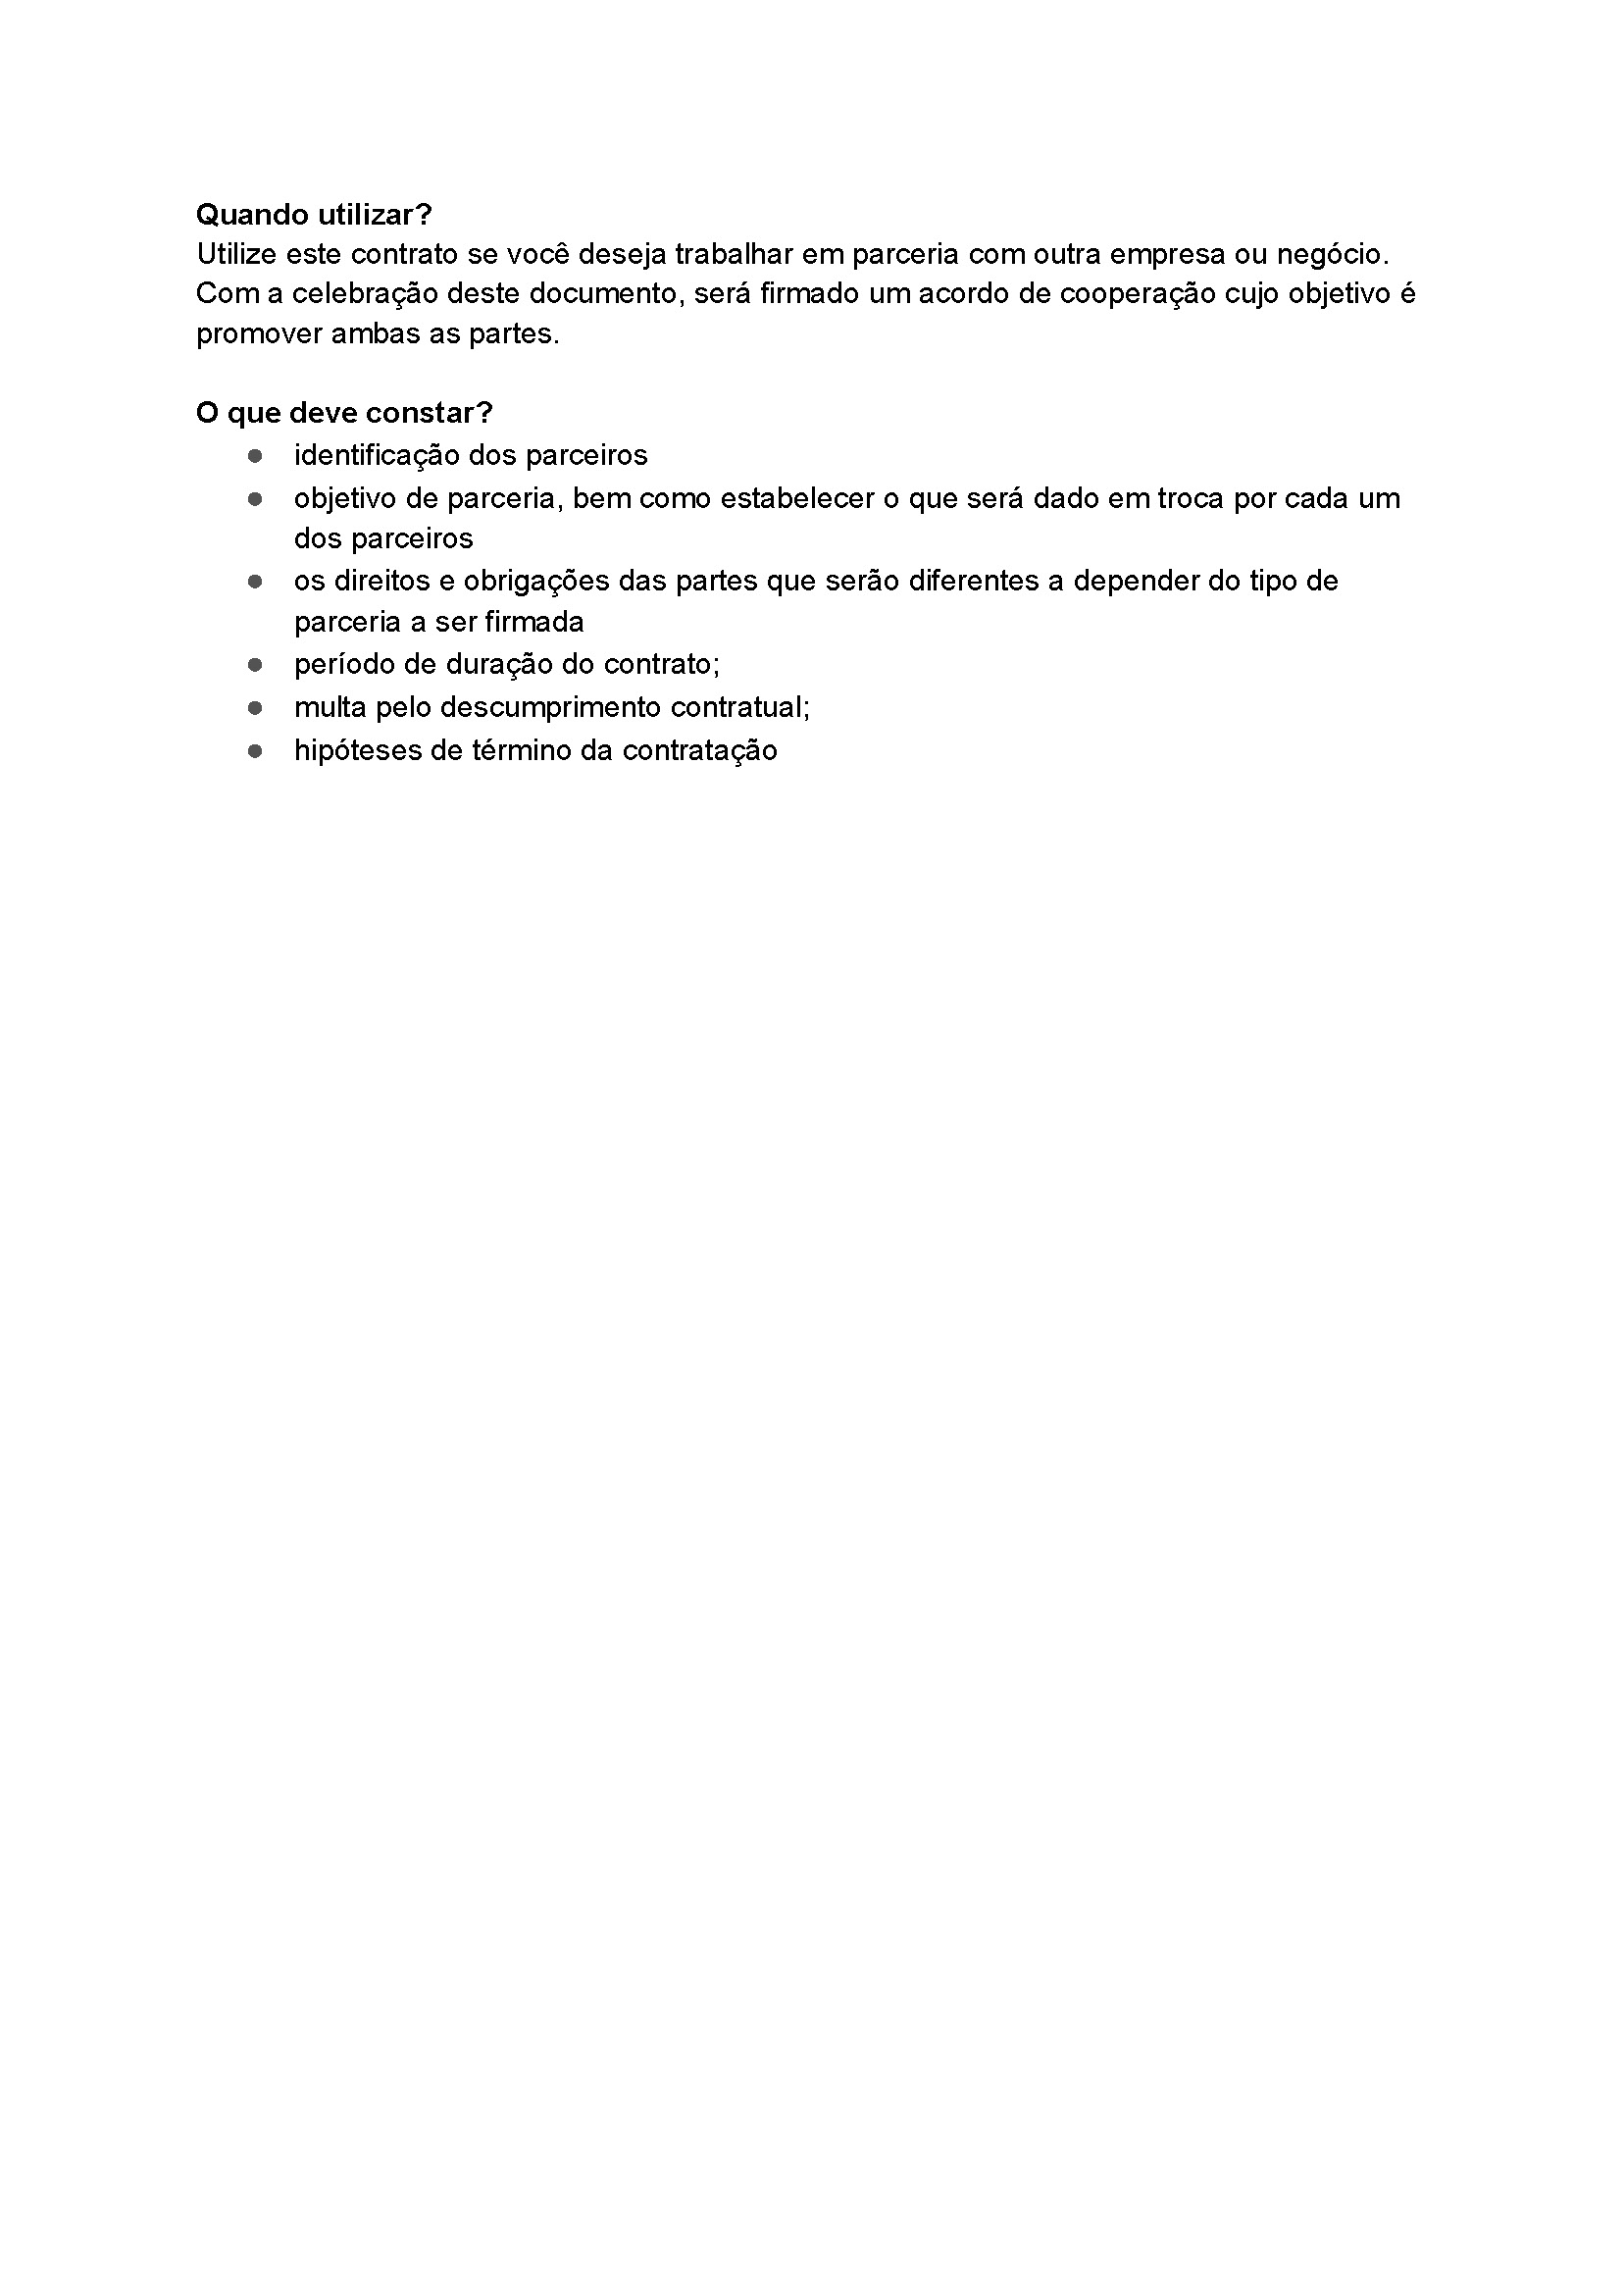 Quando utilizar?
Utilize este contrato se você deseja trabalhar em parceria com outra empresa ou negócio.
Com a celebração deste documento, será firmado um acordo de cooperação cujo objetivo é
promover ambas as partes.
O que deve constar?
● identificação dos parceiros
● objetivo de parceria, bem como estabelecer o que será dado em troca por cada um
dos parceiros
● os direitos e obrigações das partes que serão diferentes a depender do tipo de
parceria a ser firmada
● período de duração do contrato;
● multa pelo descumprimento contratual;
● hipóteses de término da contratação